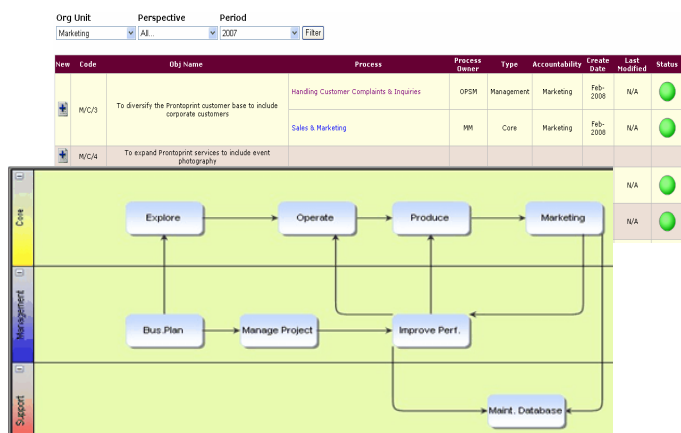 Org Unit Perspective Period
Marketing All... 2007 Filter
New Code Obj Name Process Process Owner Type Accountability Create Date Last Modified Status
M/C/3 To diversify the Prontoprint customer base to include corporate customers
Handling Customer Complaints & Inquiries OPSM Management Marketing Feb-2008 N/A
Sales & Marketing MM Core Marketing Feb-2008 N/A
M/C/4 To expand Prontoprint services to include event photography
N/A
N/A
Core
Explore Operate Produce Marketing
Management
Bus.Plan Manage Project Improve Perf.
Support
Maint. Database